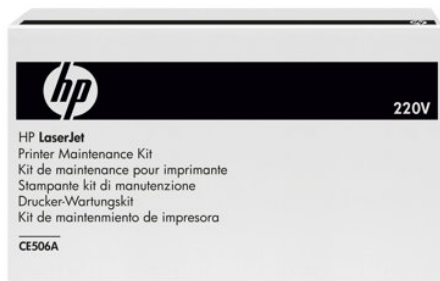 hp
220V
HP LaserJet
Printer Maintenance Kit
Kit de maintenance pour imprimante
Stampante kit di manutenzione
Drucker-Wartungskit
Kit de maintenmiento de impresora
CE506A